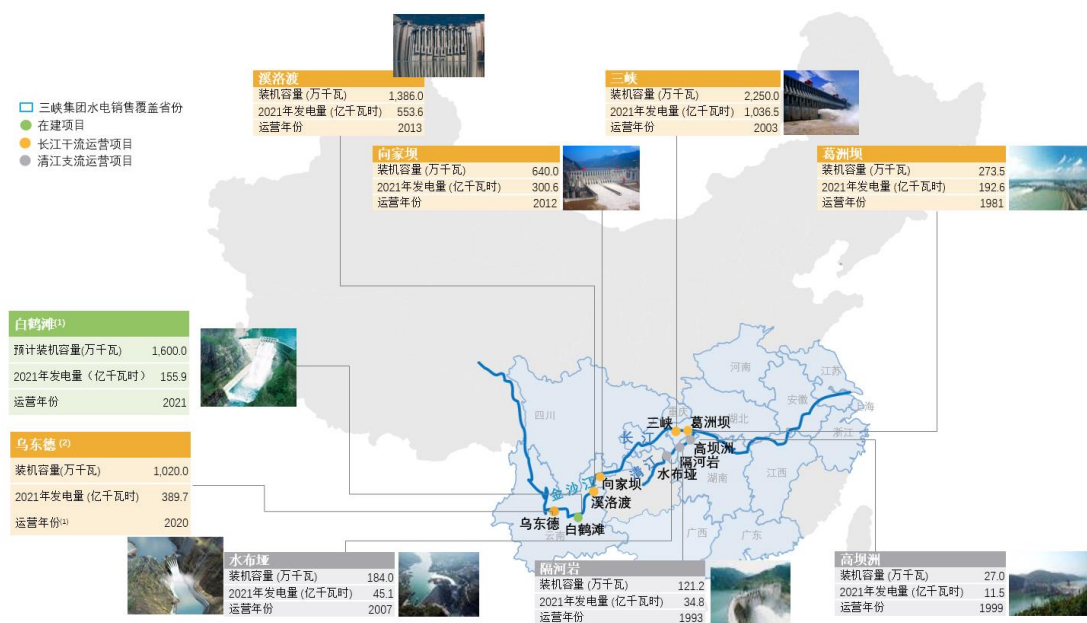 溪洛渡
装机容量 (万千瓦) 1,386.0
2021年发电量 (亿千瓦时) 553.6
运营年份 2013
三峡
装机容量 (万千瓦) 2,250.0
2021年发电量 (亿千瓦时) 1,036.5
运营年份 2003
三峡集团水电销售覆盖省份
在建项目
长江干流运营项目
清江支流运营项目
向家坝
装机容量 (万千瓦) 640.0
2021年发电量 (亿千瓦时) 300.6
运营年份 2012
葛洲坝
装机容量 (万千瓦) 273.5
2021年发电量 (亿千瓦时) 192.6
运营年份 1981
白鹤滩(1)
预计装机容量(万千瓦) 1,600.0
2021年发电量（亿千瓦时） 155.9
运营年份 2021
乌东德 (2)
装机容量(万千瓦) 1,020.0
2021年发电量 (亿千瓦时) 389.7
运营年份(1) 2020
河南
江苏
安徽
上海
四川
重庆
湖北
浙江
三峡
葛洲坝
长江
高坝洲
清江
隔河岩
水布垭
湖南
江西
金沙江
向家坝
溪洛渡
乌东德
白鹤滩
云南
广西
广东
水布垭
装机容量 (万千瓦) 184.0
2021年发电量 (亿千瓦时) 45.1
运营年份 2007
隔河岩
装机容量 (万千瓦) 121.2
2021年发电量 (亿千瓦时) 34.8
运营年份 1993
高坝洲
装机容量 (万千瓦) 27.0
2021年发电量 (亿千瓦时) 11.5
运营年份 1999